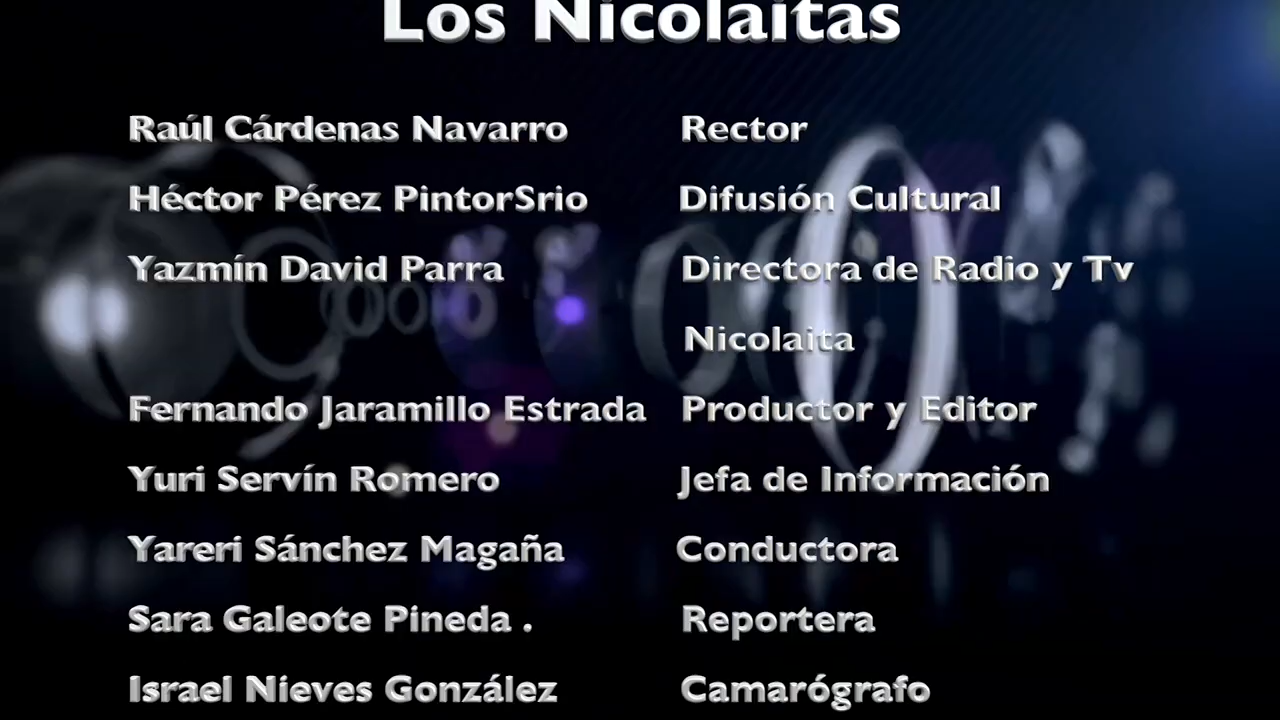 Los Nicolaitas
Raúl Cárdenas Navarro Rector
Héctor Pérez PintorSrio Difusión Cultural
Yazmín David Parra Directora de Radio y Tv
Nicolaita
Fernando Jaramillo Estrada Productor y Editor
Yuri Servín Romero Jefa de Información
Yareri Sánchez Magaña Conductora
Sara Galeote Pineda . Reportera
Israel Nieves González Camarógrafo